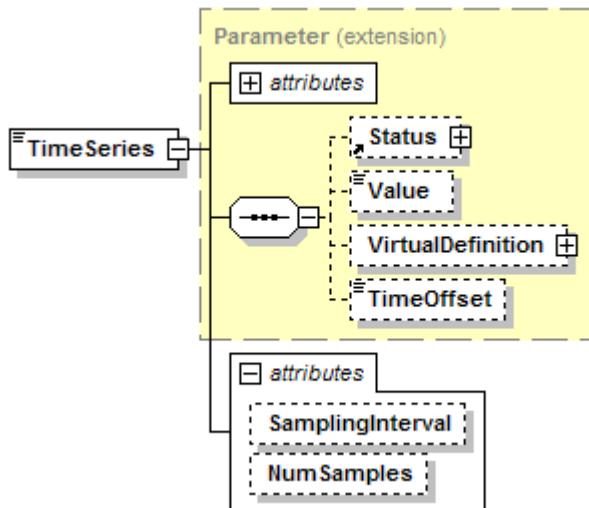 Parameter (extension)
attributes
TimeSeries
Status
Value
VirtualDefinition
TimeOffset
attributes
SamplingInterval
NumSamples